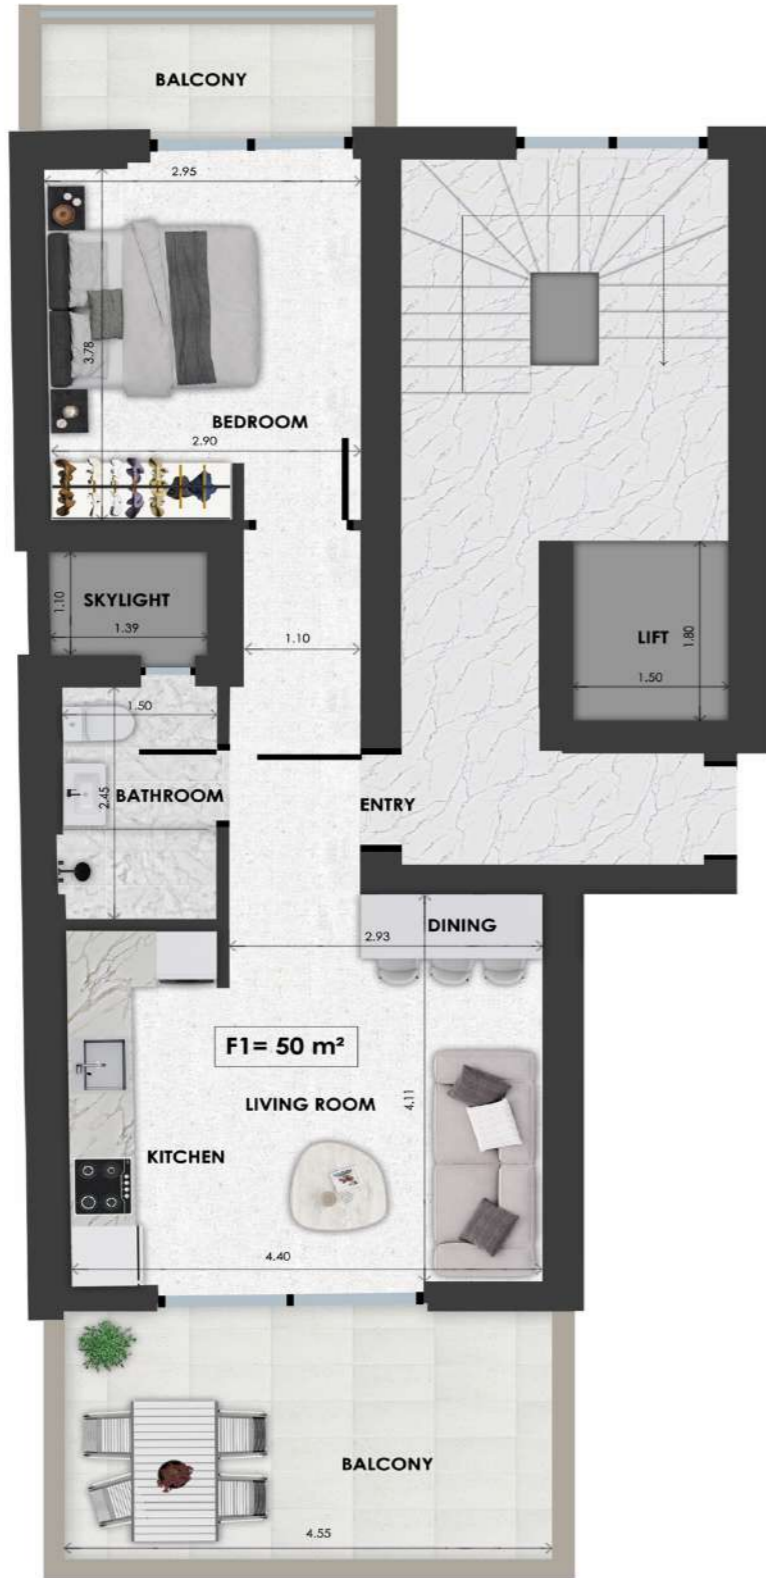 BALCONY
2.95
3.78
BEDROOM
2.90
SKYLIGHT
1.10
1.39
1.10
LIFT
1.80
1.50
1.50
BATHROOM
2.45
ENTRY
DINING
2.93
F1= 50 m²
LIVING ROOM
4.11
KITCHEN
4.40
BALCONY
4.55